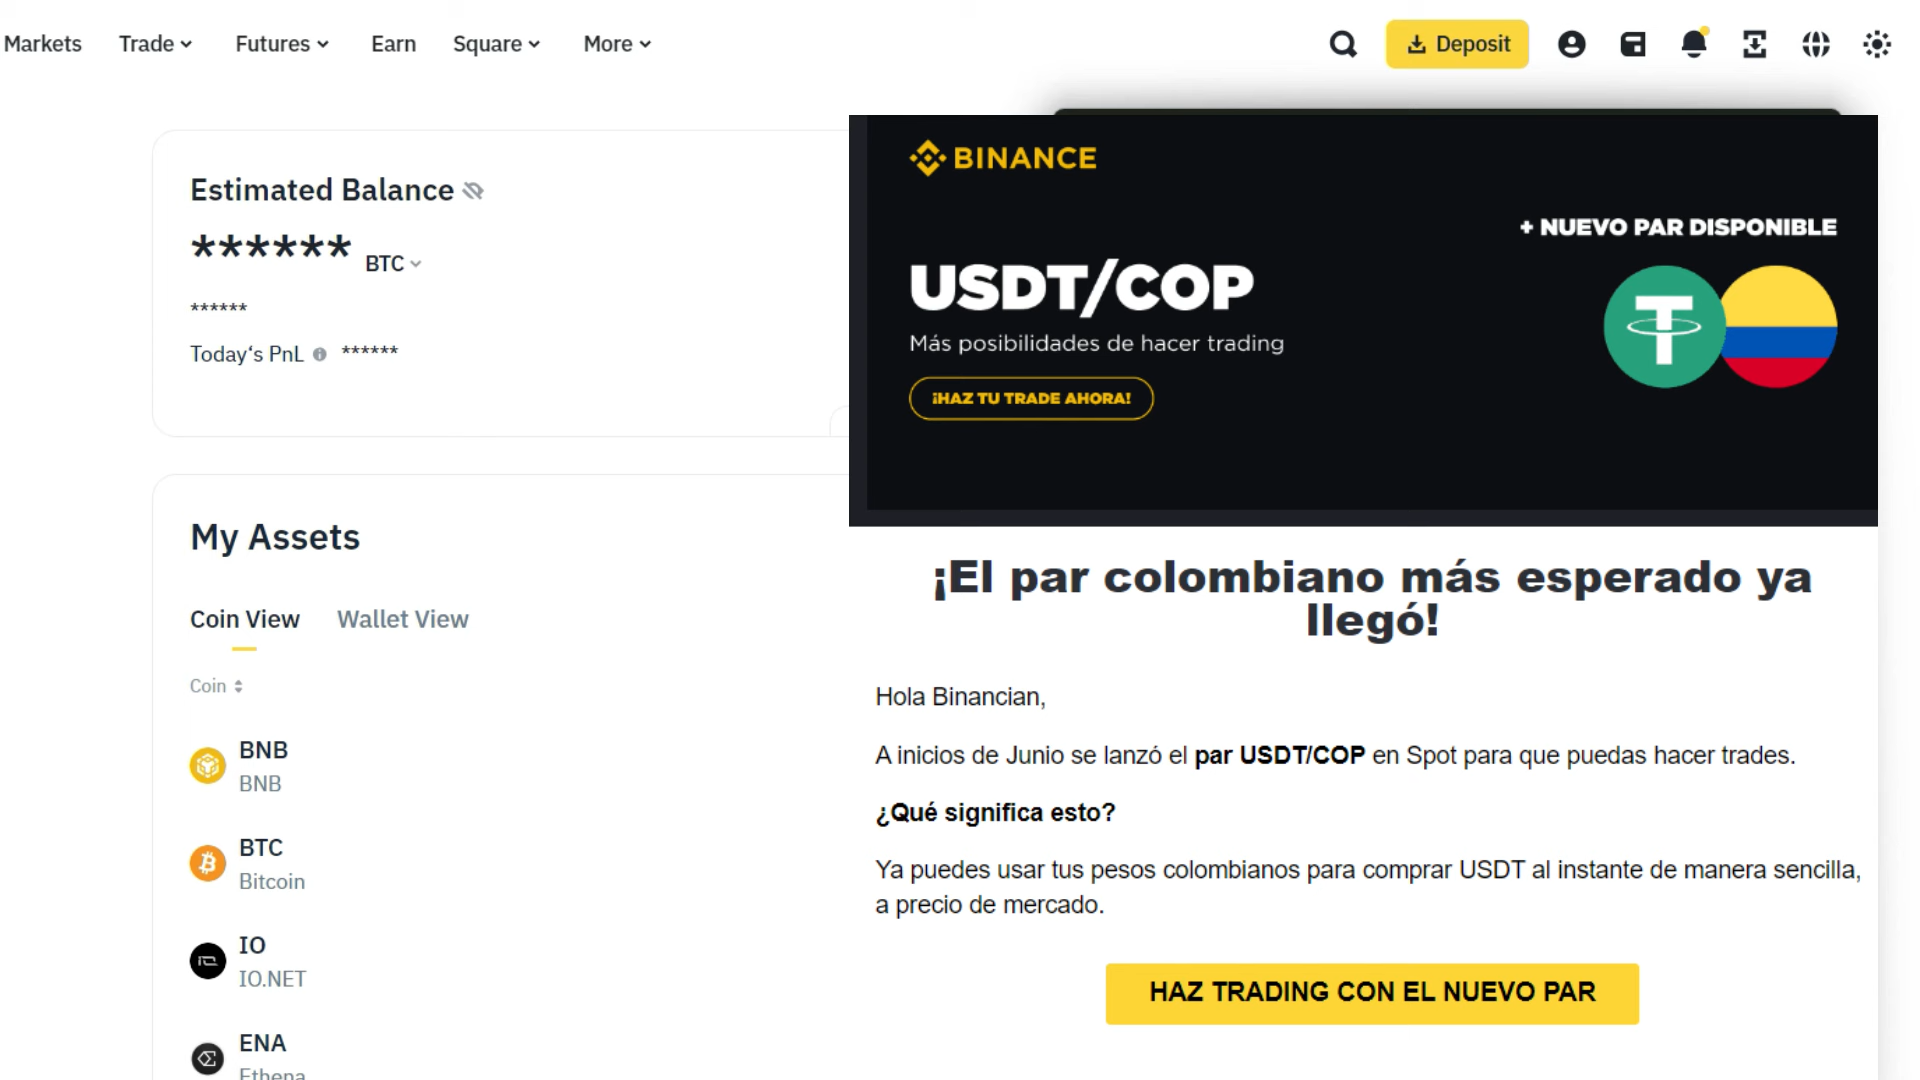 Markets Trade Futures Earn Square More Deposit
Estimated Balance
****** BTC
******
Today‘s PnL ******
My Assets
Coin View Wallet View
Coin
BNB
BNB
BTC
Bitcoin
IO
IO.NET
ENA
Ethena
BINANCE
+ NUEVO PAR DISPONIBLE
USDT/COP
Más posibilidades de hacer trading
¡HAZ TU TRADE AHORA!
¡El par colombiano más esperado ya
llegó!
Hola Binancian,
A inicios de Junio se lanzó el par USDT/COP en Spot para que puedas hacer trades.
¿Qué significa esto?
Ya puedes usar tus pesos colombianos para comprar USDT al instante de manera sencilla,
a precio de mercado.
HAZ TRADING CON EL NUEVO PAR